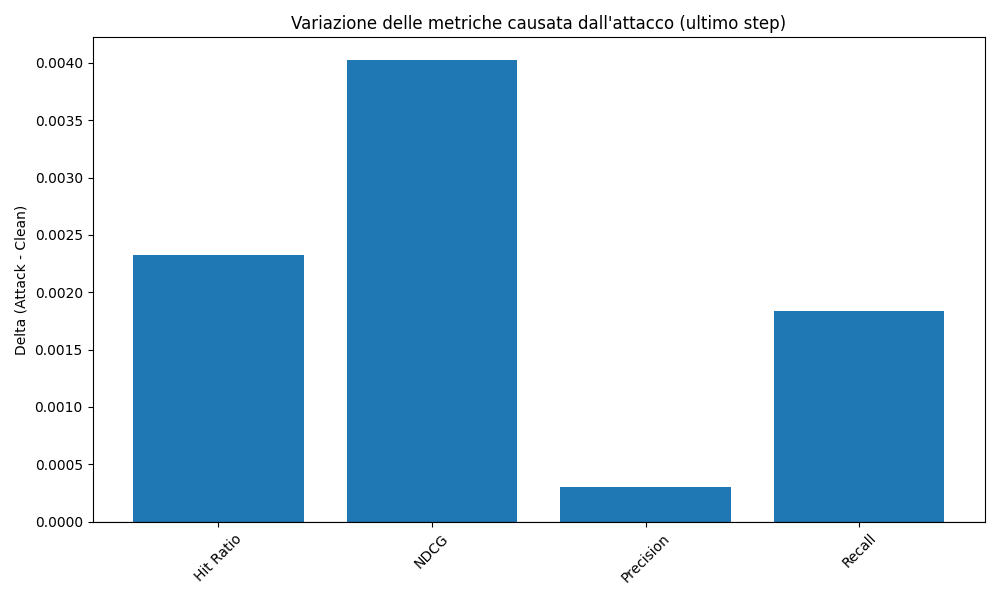 Variazione delle metriche causata dall'attacco (ultimo step)
Delta (Attack - Clean)
0.0040
0.0035
0.0030
0.0025
0.0020
0.0015
0.0010
0.0005
0.0000
Hit Ratio
NDCG
Precision
Recall